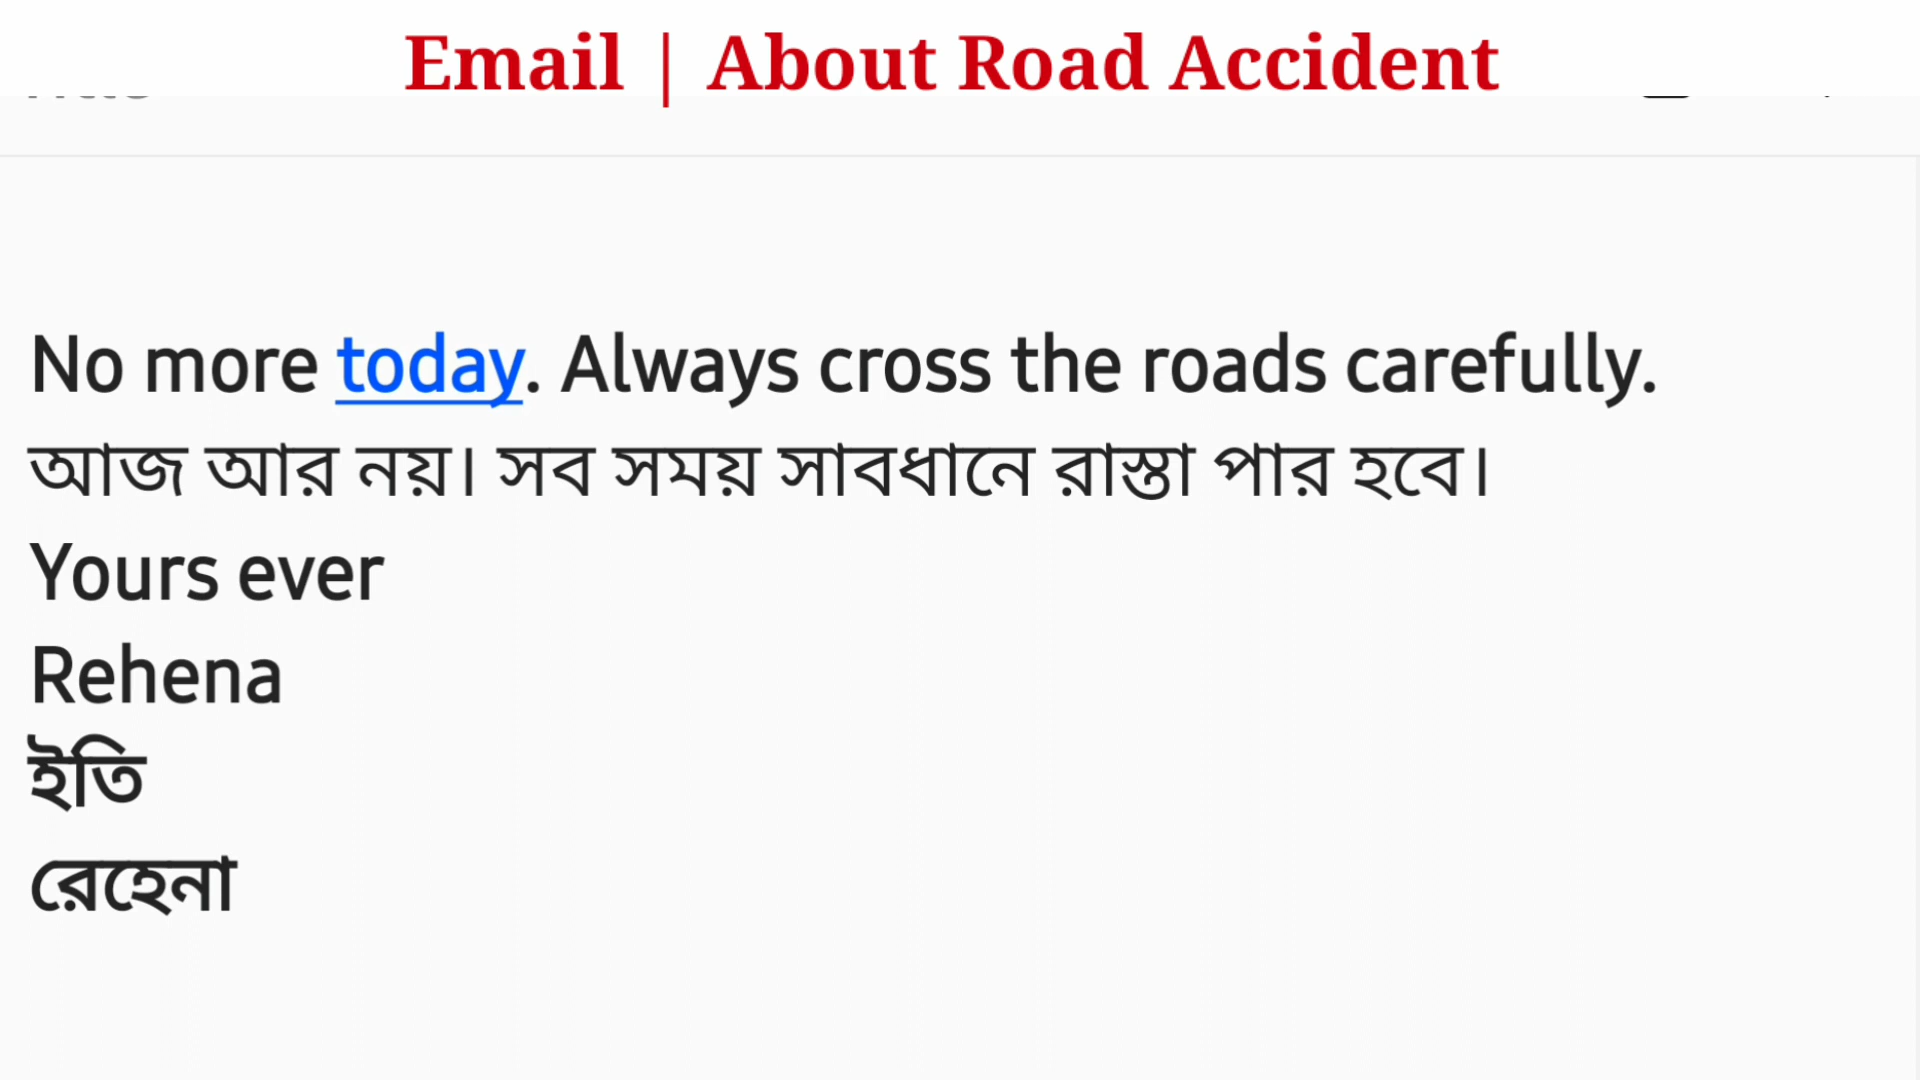 Email | About Road Accident
No more today. Always cross the roads carefully.
আজ আর নয়। সব সময় সাবধানে রাস্তা পার হবে।
Yours ever
Rehena
ইতি
রেহেনা